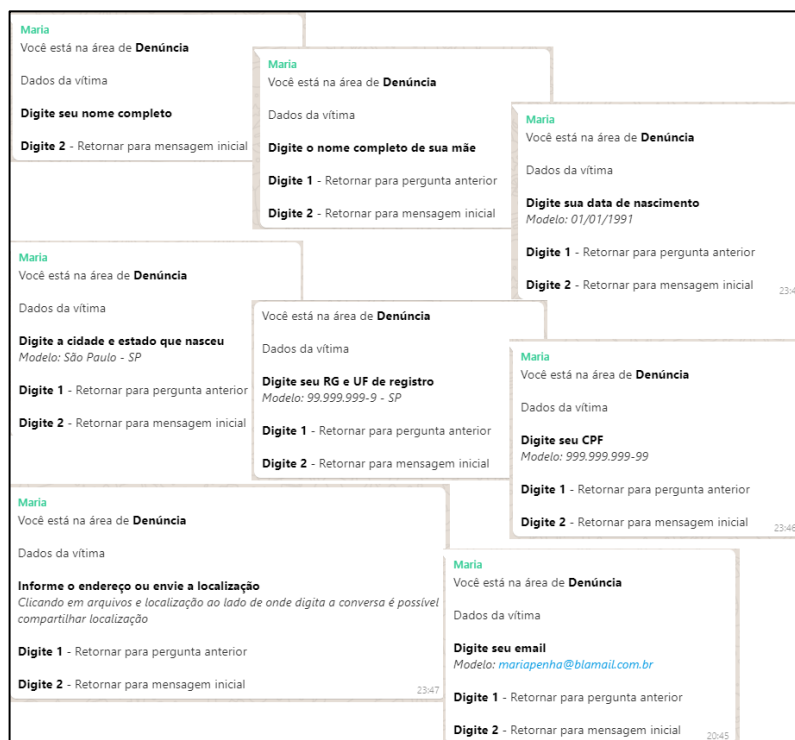 Maria
Você está na área de Denúncia
Dados da vítima
Digite seu nome completo
Digite 2 - Retornar para mensagem inicial
Maria
Você está na área de Denúncia
Dados da vítima
Digite o nome completo de sua mãe
Digite 1 - Retornar para pergunta anterior
Digite 2 - Retornar para mensagem inicial
Maria
Você está na área de Denúncia
Dados da vítima
Digite sua data de nascimento
Modelo: 01/01/1991
Digite 1 - Retornar para pergunta anterior
Digite 2 - Retornar para mensagem inicial
Maria
Você está na área de Denúncia
Dados da vítima
Digite a cidade e estado que nasceu
Modelo: São Paulo - SP
Digite 1 - Retornar para pergunta anterior
Digite 2 - Retornar para mensagem inicial
Você está na área de Denúncia
Dados da vítima
Digite seu RG e UF de registro
Modelo: 99.999.999-9 - SP
Digite 1 - Retornar para pergunta anterior
Digite 2 - Retornar para mensagem inicial
Maria
Você está na área de Denúncia
Dados da vítima
Digite seu CPF
Modelo: 999.999.999-99
Digite 1 - Retornar para pergunta anterior
Digite 2 - Retornar para mensagem inicial
23:46
Maria
Você está na área de Denúncia
Dados da vítima
Informe o endereço ou envie a localização
Clicando em arquivos e localização ao lado de onde digita a conversa é possível
compartilhar localização
Digite 1 - Retornar para pergunta anterior
Digite 2 - Retornar para mensagem inicial
23:47
Maria
Você está na área de Denúncia
Dados da vítima
Digite seu email
Modelo: mariapenha@blamail.com.br
Digite 1 - Retornar para pergunta anterior
Digite 2 - Retornar para mensagem inicial
20:45